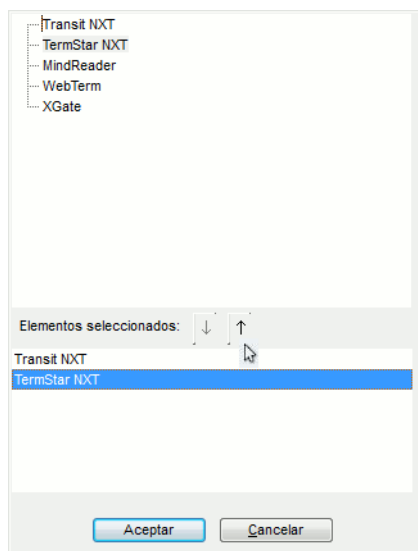 Transit NXT
TermStar NXT
MindReader
WebTerm
XGate
Elementos seleccionados:
Transit NXT
TermStar NXT
Aceptar Cancelar